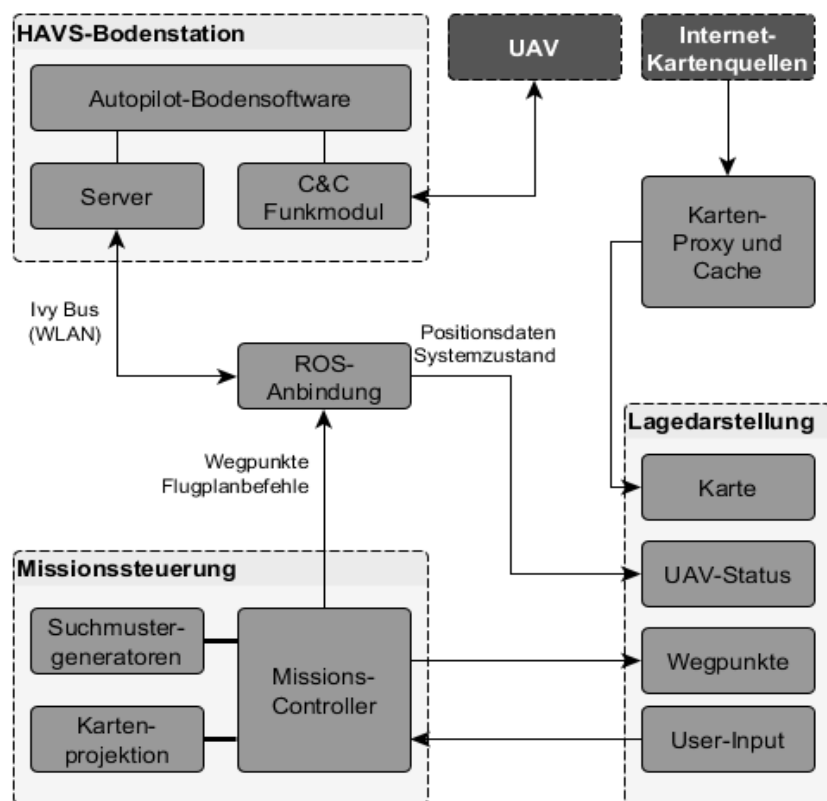 HAVS-Bodenstation
Autopilot-Bodensoftware
Server
C&C
Funkmodul
UAV
Internet-
Kartenquellen
Karten-
Proxy und
Cache
Ivy Bus
(WLAN)
ROS-
Anbindung
Positionsdaten
Systemzustand
Wegpunkte
Flugplanbefehle
Lagedarstellung
Karte
UAV-Status
Wegpunkte
User-Input
Missionssteuerung
Suchmuster-
generatoren
Karten-
projektion
Missions-
Controller